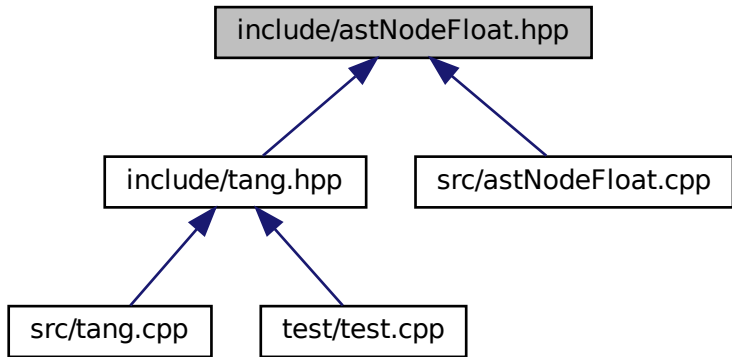 include/astNodeFloat.hpp
include/tang.hpp
src/astNodeFloat.cpp
src/tang.cpp
test/test.cpp